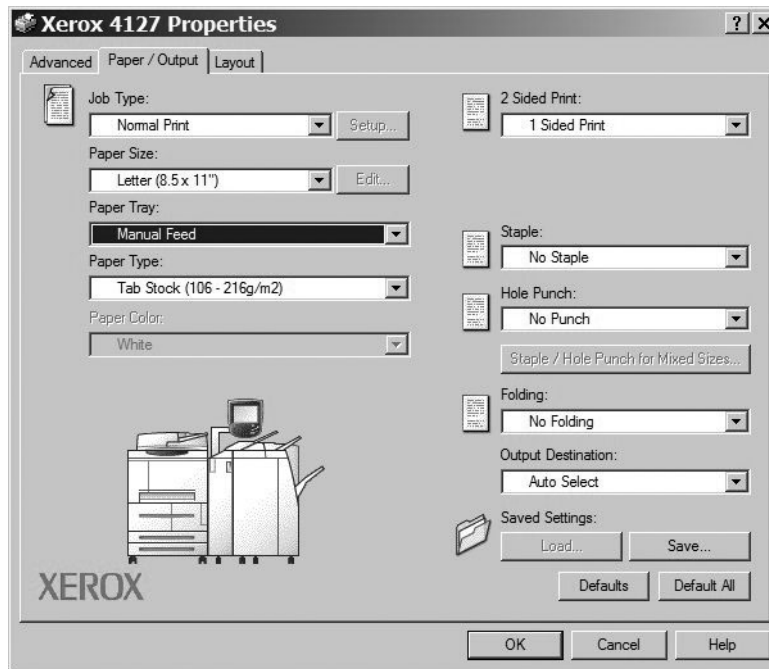 Xerox 4127 Properties
Advanced
Paper / Output
Layout
Job Type:
Normal Print
Setup...
Paper Size:
Letter (8.5 x 11")
Edit...
Paper Tray:
Manual Feed
Paper Type:
Tab Stock (106 - 216g/m2)
Paper Color:
White
XEROX
2 Sided Print:
1 Sided Print
Staple:
No Staple
Hole Punch:
No Punch
Staple / Hole Punch for Mixed Sizes...
Folding:
No Folding
Output Destination:
Auto Select
Saved Settings:
Load...
Save...
Defaults
Default All
OK
Cancel
Help